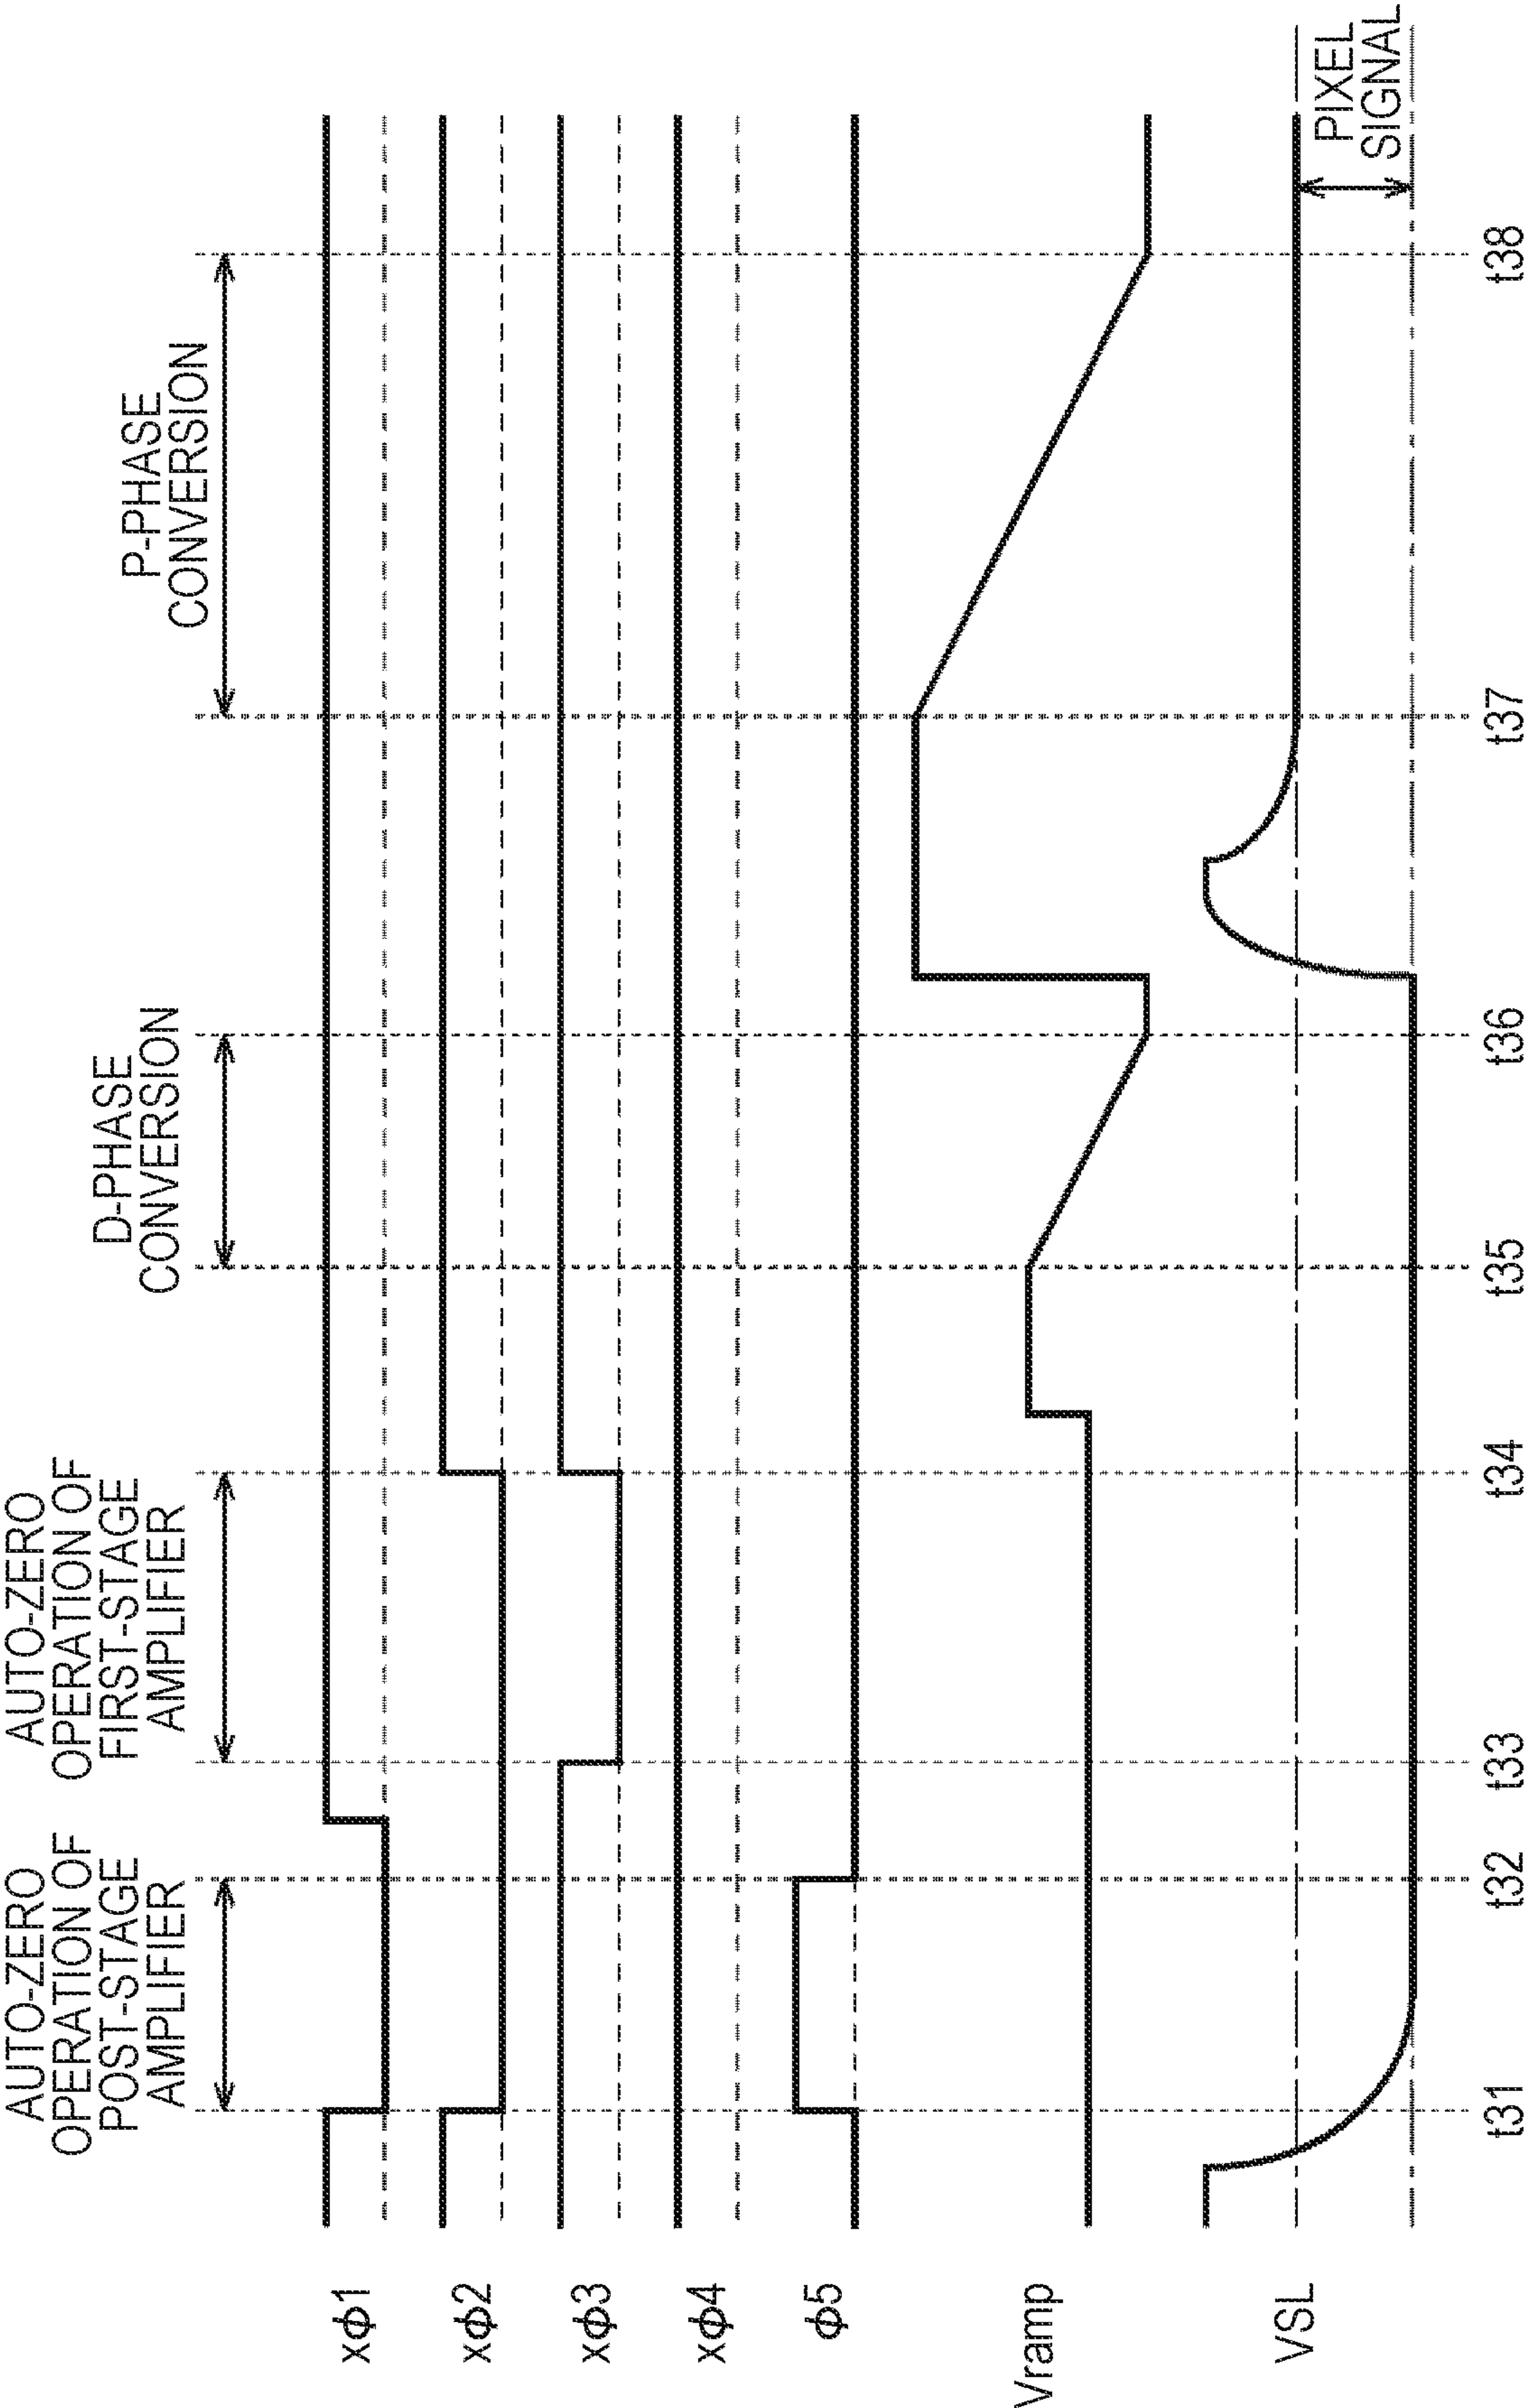 AUTO-ZERO
OPERATION OF
POST-STAGE
AMPLIFIER
AUTO-ZERO
OPERATION OF
FIRST-STAGE
AMPLIFIER
D-PHASE
CONVERSION
P-PHASE
CONVERSION
xϕ1
xϕ2
xϕ3
xϕ4
ϕ5
Vramp
VSL
PIXEL
SIGNAL
t31
t32
t33
t34
t35
t36
t37
t38